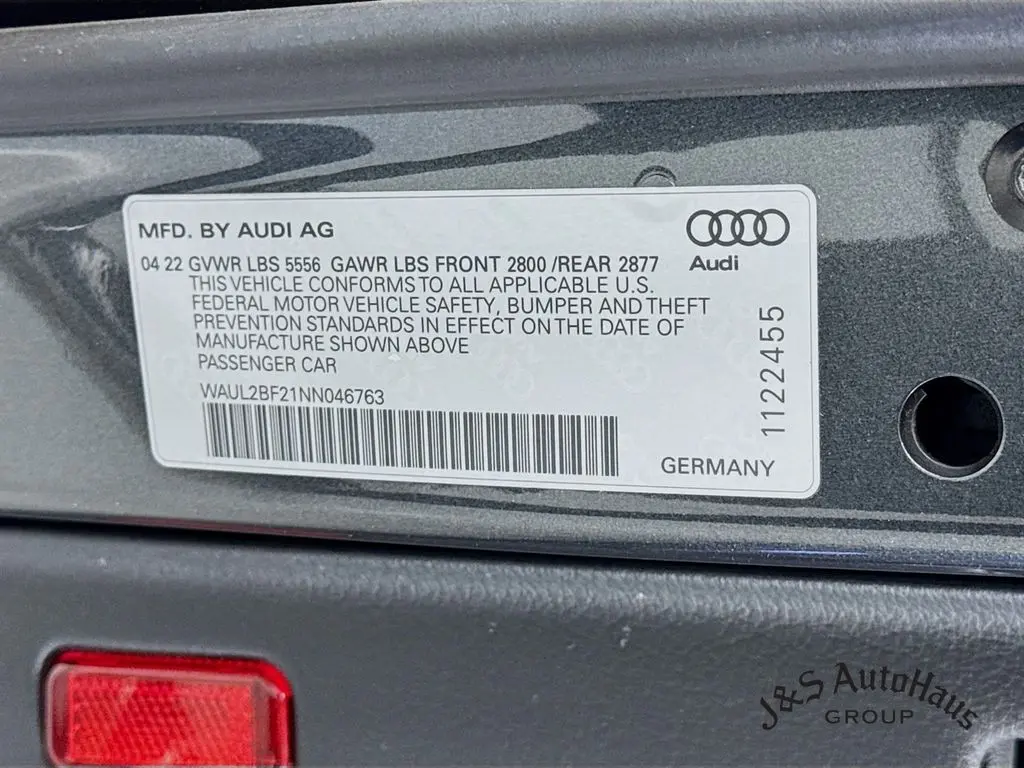 MFD. BY AUDI AG
Audi
04 22 GVWR LBS 5556 GAWR LBS FRONT 2800 /REAR 2877
THIS VEHICLE CONFORMS TO ALL APPLICABLE U.S.
FEDERAL MOTOR VEHICLE SAFETY, BUMPER AND THEFT
PREVENTION STANDARDS IN EFFECT ON THE DATE OF
MANUFACTURE SHOWN ABOVE
PASSENGER CAR
WAUL2BF21NN046763
1122455
GERMANY
J&S AutoHaus
GROUP